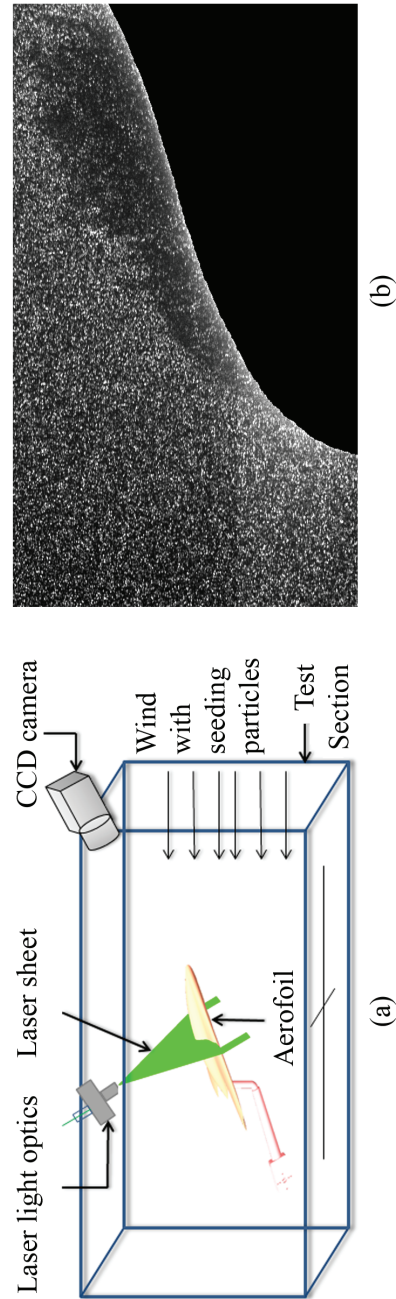 Laser light optics
Laser sheet
CCD camera
Wind
with
seeding
particles
Test
Section
Aerofoil
(a)
(b)